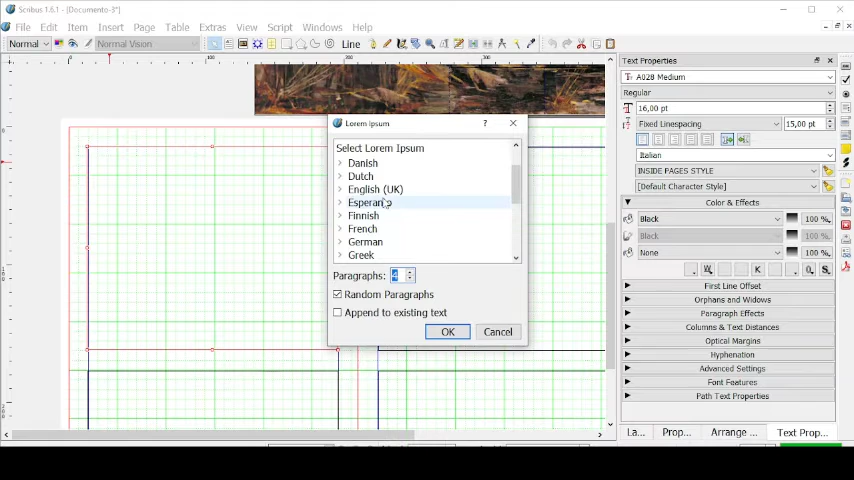 Scribus 1.6.1 - [Documento-3*]
File Edit Item Insert Page Table Extras View Script Windows Help
Normal Normal Vision Line
Text Properties
A028 Medium
Regular
16,00 pt
Fixed Linespacing 15,00 pt
Italian
INSIDE PAGES STYLE
[Default Character Style]
Color & Effects
Black 100 %
Black 100 %
None 100 %
First Line Offset
Orphans and Widows
Paragraph Effects
Columns & Text Distances
Optical Margins
Hyphenation
Advanced Settings
Font Features
Path Text Properties
La... Prop... Arrange ... Text Prop...
Lorem Ipsum
Select Lorem Ipsum
Danish
Dutch
English (UK)
Finnish
French
German
Greek
Paragraphs: 4
Random Paragraphs
Append to existing text
OK Cancel